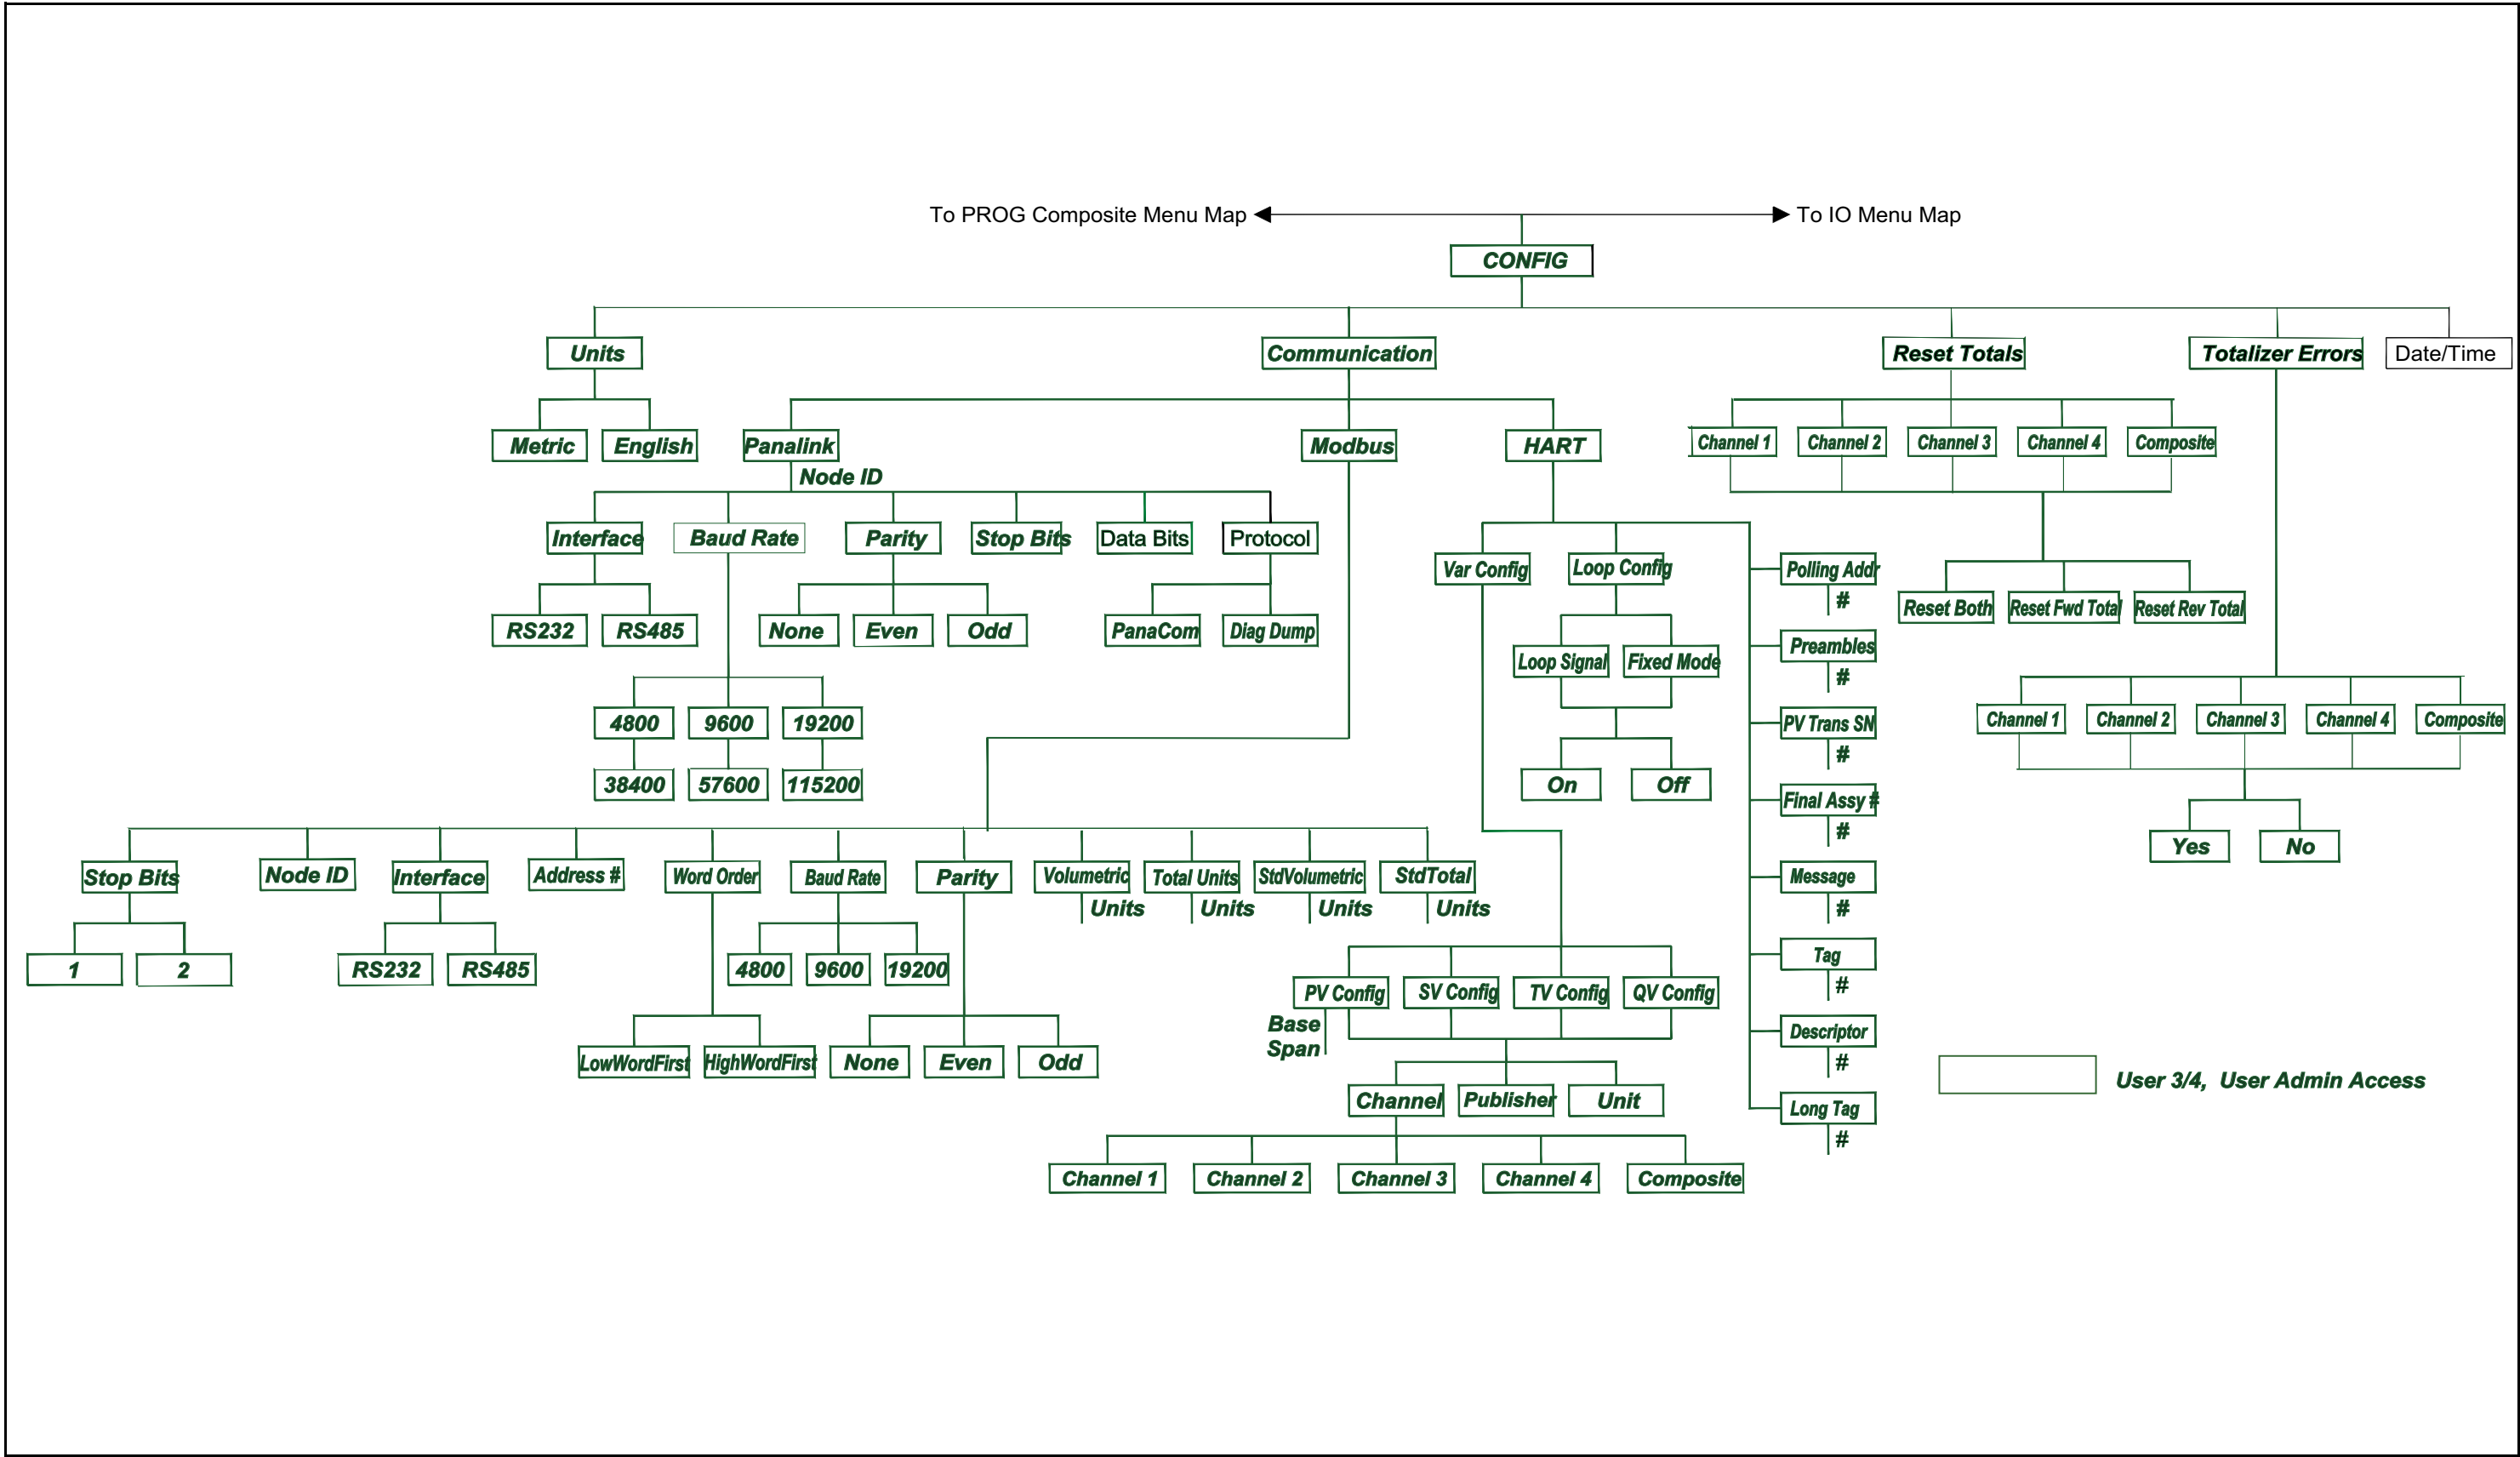 To PROG Composite Menu Map
To IO Menu Map
CONFIG
Units
Communication
Reset Totals
Totalizer Errors
Date/Time
Metric
English
Panalink
Modbus
HART
Channel 1
Channel 2
Channel 3
Channel 4
Composite
Node ID
Interface
Baud Rate
Parity
Stop Bits
Data Bits
Protocol
Var Config
Loop Config
Polling Addr
#
Reset Both
Reset Fwd Total
Reset Rev Total
RS232
RS485
None
Even
Odd
PanaCom
Diag Dump
Loop Signal
Fixed Mode
Preambles
#
4800
9600
19200
PV Trans SN
#
Channel 1
Channel 2
Channel 3
Channel 4
Composite
38400
57600
115200
On
Off
Final Assy #
#
Yes
No
Stop Bits
Node ID
Interface
Address #
Word Order
Baud Rate
Parity
Volumetric
Total Units
StdVolumetric
StdTotal
Units
Units
Units
Units
Message
#
1
2
RS232
RS485
4800
9600
19200
Tag
#
PV Config
SV Config
TV Config
QV Config
Base
Span
LowWordFirst
HighWordFirst
None
Even
Odd
Descriptor
#
Channel
Publisher
Unit
Long Tag
#
User 3/4, User Admin Access
Channel 1
Channel 2
Channel 3
Channel 4
Composite